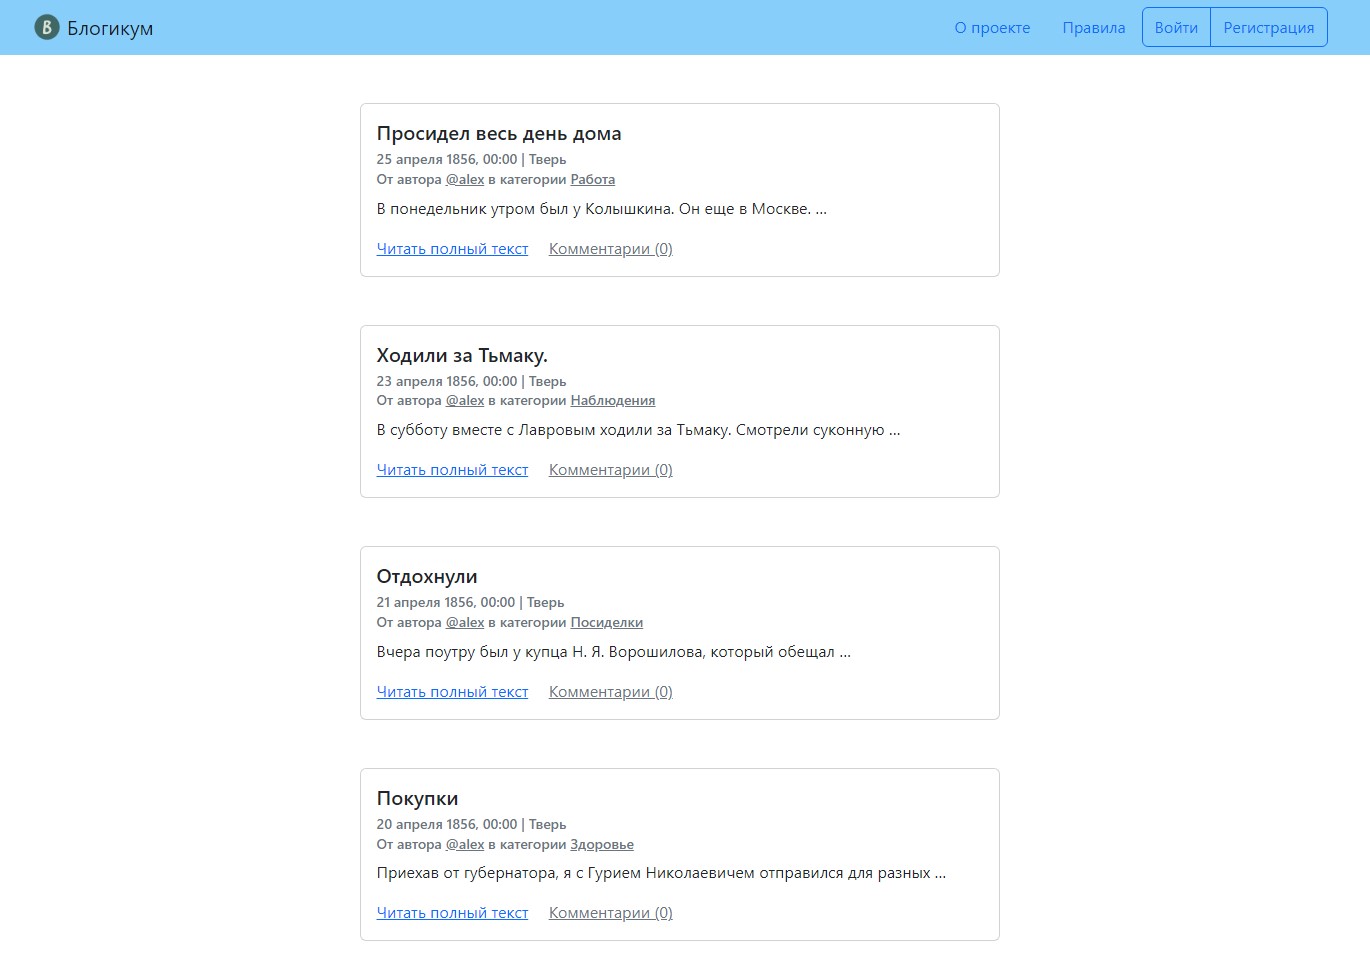 B Блогикум
О проекте Правила Войти Регистрация
Просидел весь день дома
25 апреля 1856, 00:00 | Тверь
От автора @alex в категории Работа
В понедельник утром был у Колышкина. Он еще в Москве. …
Читать полный текст Комментарии (0)
Ходили за Тьмаку.
23 апреля 1856, 00:00 | Тверь
От автора @alex в категории Наблюдения
В субботу вместе с Лавровым ходили за Тьмаку. Смотрели суконную …
Читать полный текст Комментарии (0)
Отдохнули
21 апреля 1856, 00:00 | Тверь
От автора @alex в категории Посиделки
Вчера поутру был у купца Н. Я. Ворошилова, который обещал …
Читать полный текст Комментарии (0)
Покупки
20 апреля 1856, 00:00 | Тверь
От автора @alex в категории Здоровье
Приехав от губернатора, я с Гурием Николаевичем отправился для разных …
Читать полный текст Комментарии (0)